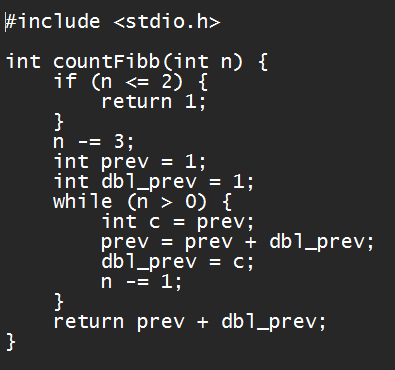 #include <stdio.h>

int countFibb(int n) {
    if (n <= 2) {
        return 1;
    }
    n -= 3;
    int prev = 1;
    int dbl_prev = 1;
    while (n > 0) {
        int c = prev;
        prev = prev + dbl_prev;
        dbl_prev = c;
        n -= 1;
    }
    return prev + dbl_prev;
}